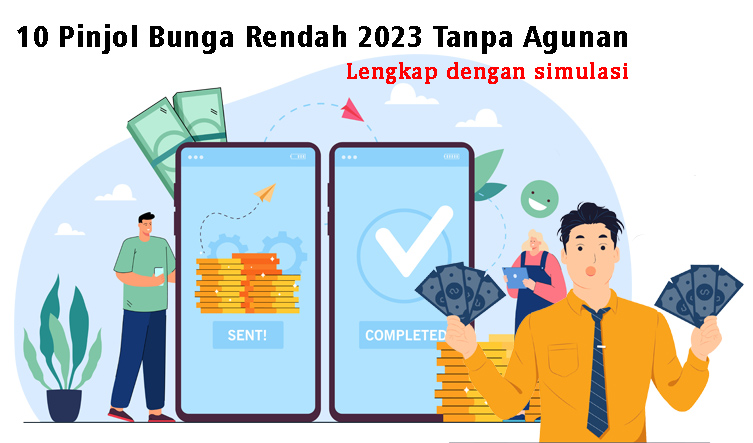 10 Pinjol Bunga Rendah 2023 Tanpa Agunan
Lengkap dengan simulasi
SENT!
COMPLETED